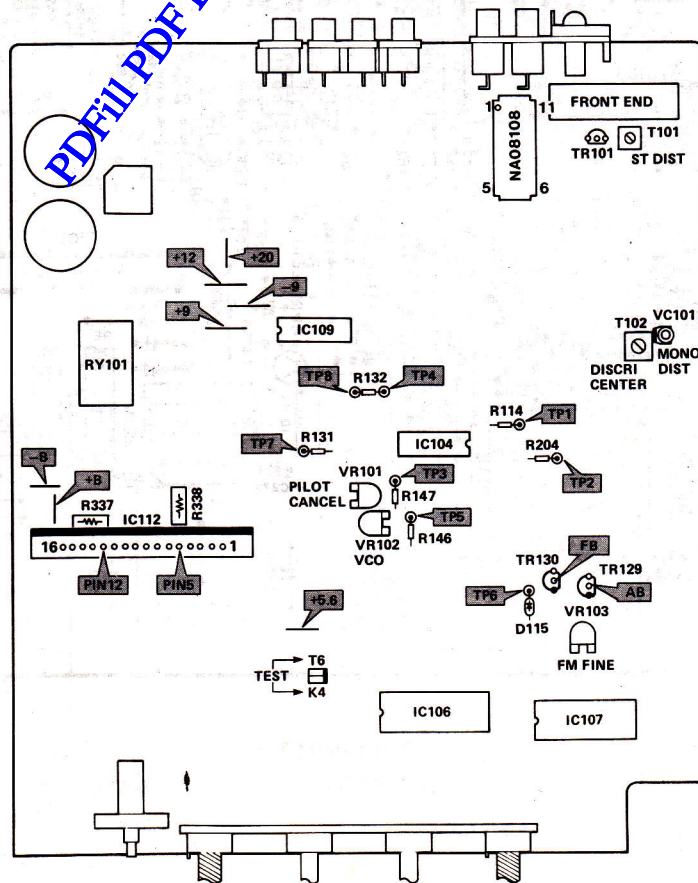 PDFill PDF
1
11
FRONT END
NA08108
5
6
TR101
T101
ST DIST
+12
+20
-9
+9
IC109
RY101
T102
VC101
MONO
DIST
DISCRI
CENTER
TP8
R132
TP4
R114
TP1
TP7
R131
IC104
R204
TP2
-B
+B
R337
R338
IC112
VR101
PILOT
CANCEL
TP3
R147
VR102
VCO
TP5
R146
16
1
PIN12
PIN5
TR130
FB
TR129
AB
TP6
D115
VR103
FM FINE
+5.6
TEST
T6
K4
IC106
IC107